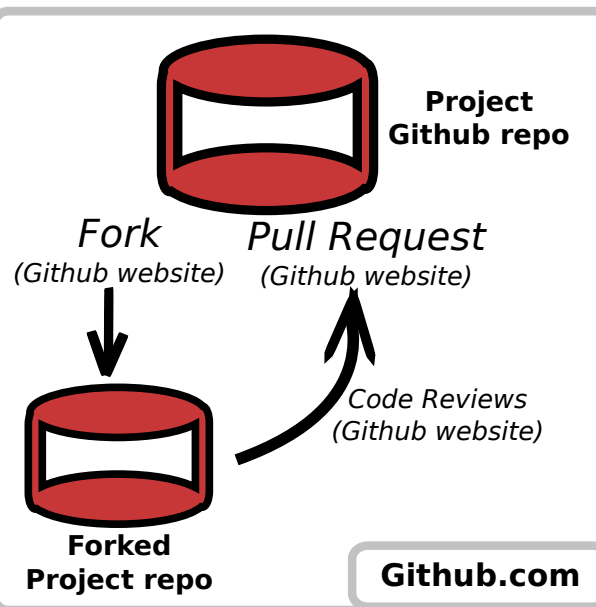 Project
Github repo
Fork
(Github website)
Pull Request
(Github website)
Code Reviews
(Github website)
Forked
Project repo
Github.com